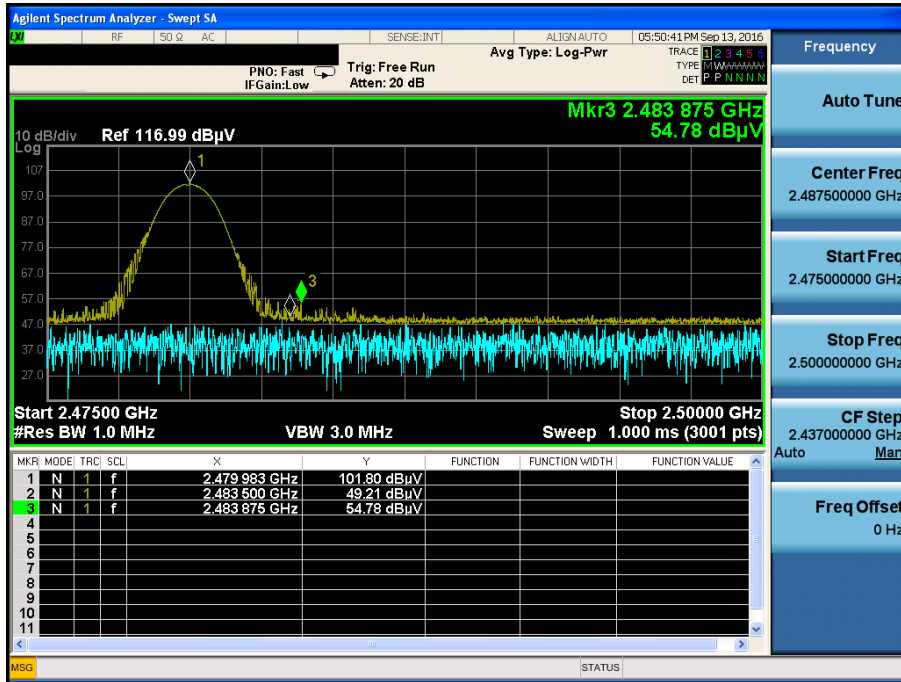 Agilent Spectrum Analyzer - Swept SA
LXI RF 50 Ω AC SENSE:INT ALIGN AUTO 05:50:41 PM Sep 13, 2016
Frequency
Avg Type: Log-Pwr TRACE 1 2 3 4 5 6
PNO: Fast Trig: Free Run TYPE M
IFGain:Low Atten: 20 dB DET P P N N N N
Auto Tune
Mkr3 2.483 875 GHz
54.78 dBµV
10 dB/div Ref 116.99 dBµV
Log
107
97.0
87.0
77.0
67.0
57.0
47.0
37.0
27.0
1
3
Start 2.47500 GHz Stop 2.50000 GHz
#Res BW 1.0 MHz VBW 3.0 MHz Sweep 1.000 ms (3001 pts)
Center Freq
2.487500000 GHz
Start Freq
2.475000000 GHz
Stop Freq
2.500000000 GHz
CF Step
2.437000000 GHz
Auto Man
Freq Offset
0 Hz
MKR MODE TRC SCL X Y FUNCTION FUNCTION WIDTH FUNCTION VALUE
1 N 1 f 2.479 983 GHz 101.80 dBµV
2 N 1 f 2.483 500 GHz 49.21 dBµV
3 N 1 f 2.483 875 GHz 54.78 dBµV
4
5
6
7
8
9
10
11
MSG STATUS